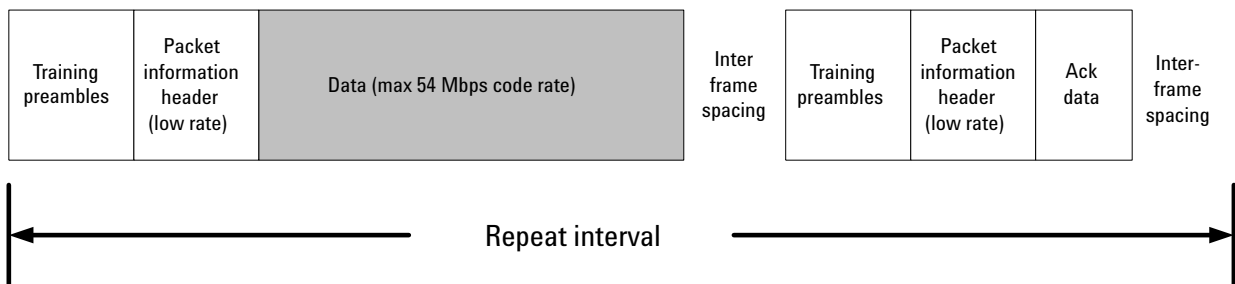 Training
preambles
Packet
information
header
(low rate)
Data (max 54 Mbps code rate)
Inter
frame
spacing
Training
preambles
Packet
information
header
(low rate)
Ack
data
Inter-
frame
spacing
Repeat interval